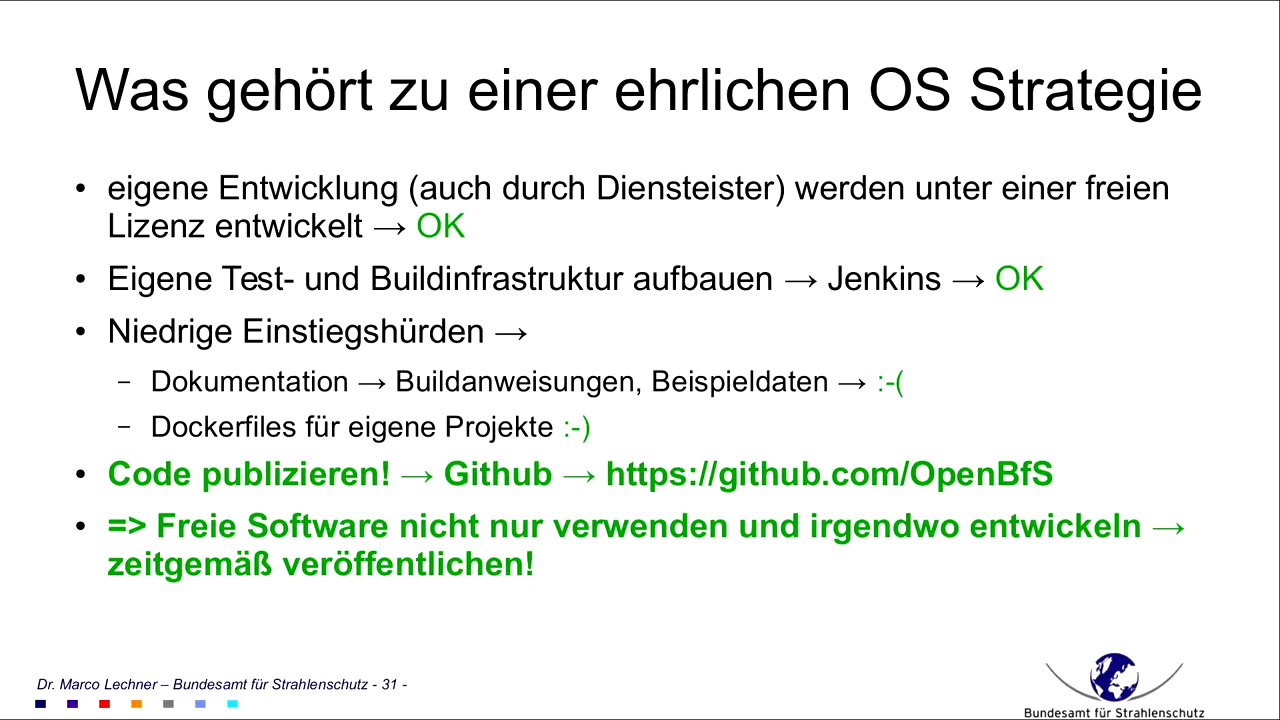 Was gehört zu einer ehrlichen OS Strategie
• eigene Entwicklung (auch durch Diensteister) werden unter einer freien
Lizenz entwickelt → OK
• Eigene Test- und Buildinfrastruktur aufbauen → Jenkins → OK
• Niedrige Einstiegshürden →
– Dokumentation → Buildanweisungen, Beispieldaten → :-(
– Dockerfiles für eigene Projekte :-)
• Code publizieren! → Github → https://github.com/OpenBfS
• => Freie Software nicht nur verwenden und irgendwo entwickeln →
zeitgemäß veröffentlichen!
Dr. Marco Lechner – Bundesamt für Strahlenschutz - 31 -
Bundesamt für Strahlenschutz